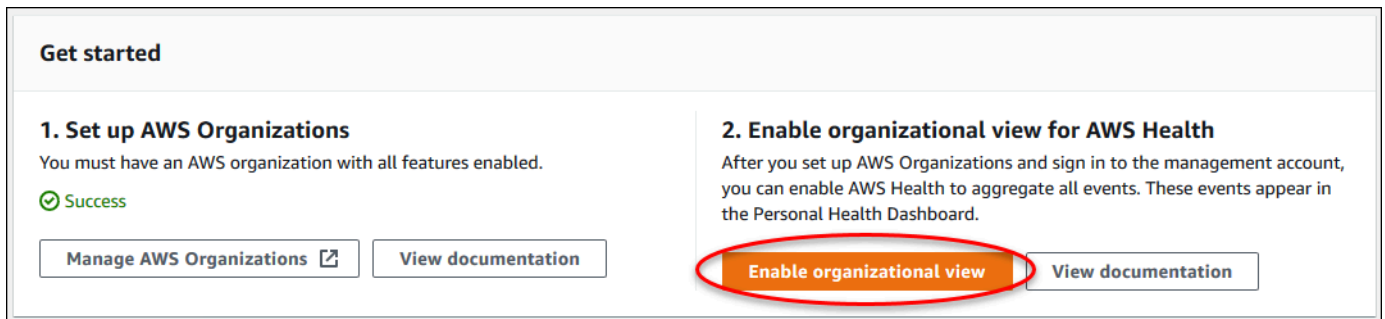 Get started
1. Set up AWS Organizations
You must have an AWS organization with all features enabled.
Success
Manage AWS Organizations
View documentation
2. Enable organizational view for AWS Health
After you set up AWS Organizations and sign in to the management account,
you can enable AWS Health to aggregate all events. These events appear in
the Personal Health Dashboard.
Enable organizational view
View documentation